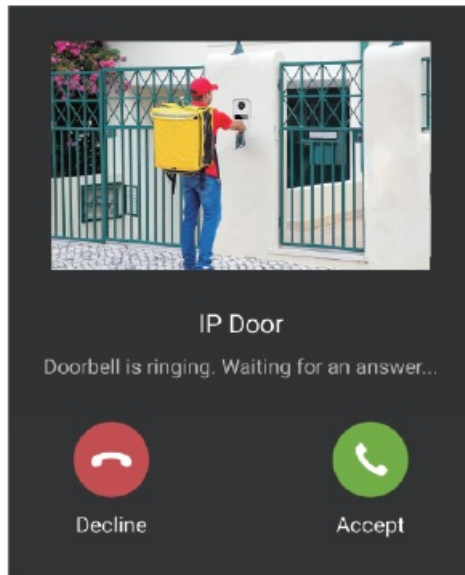 IP Door
Doorbell is ringing. Waiting for an answer...
Decline
Accept